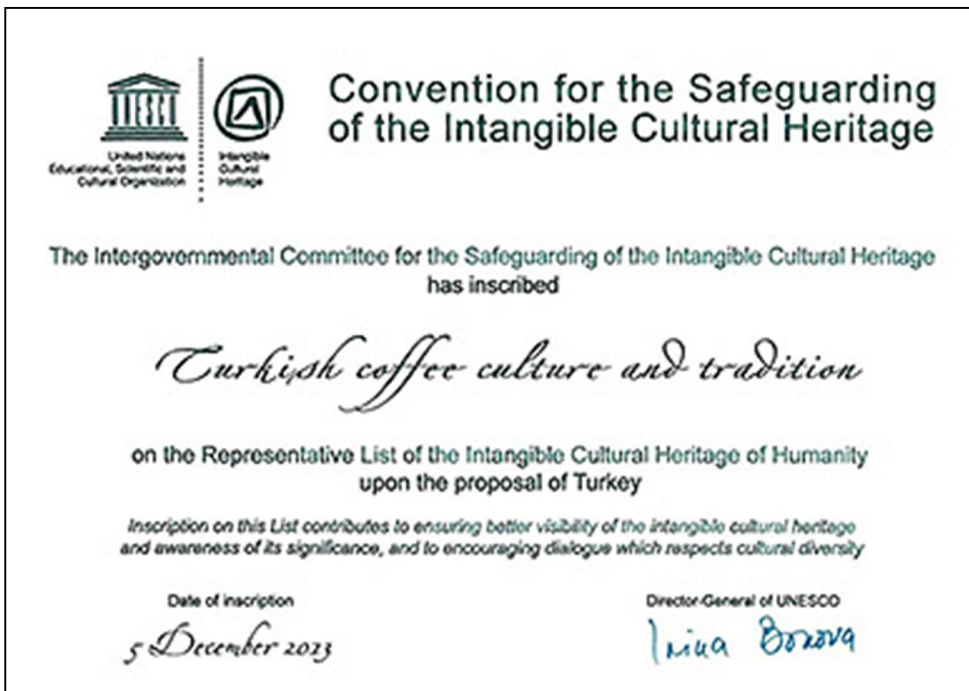 United Nations
Educational, Scientific and
Cultural Organization
Intangible
Cultural
Heritage
Convention for the Safeguarding
of the Intangible Cultural Heritage
The Intergovernmental Committee for the Safeguarding of the Intangible Cultural Heritage
has inscribed
Turkish coffee culture and tradition
on the Representative List of the Intangible Cultural Heritage of Humanity
upon the proposal of Turkey
Inscription on this List contributes to ensuring better visibility of the intangible cultural heritage
and awareness of its significance, and to encouraging dialogue which respects cultural diversity
Date of inscription
5 December 2013
Director-General of UNESCO
Irina Bokova